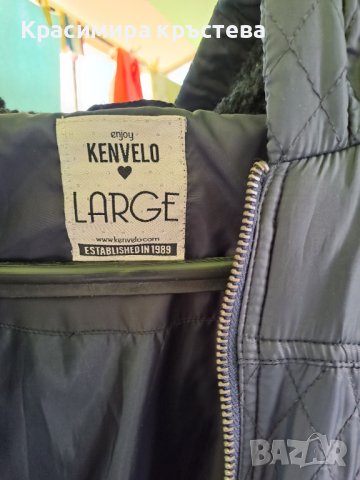 Красимира кръстева
enjoy
KENVELO
LARGE
www.kenvelo.com
ESTABLISHED IN 1989
BAZAR